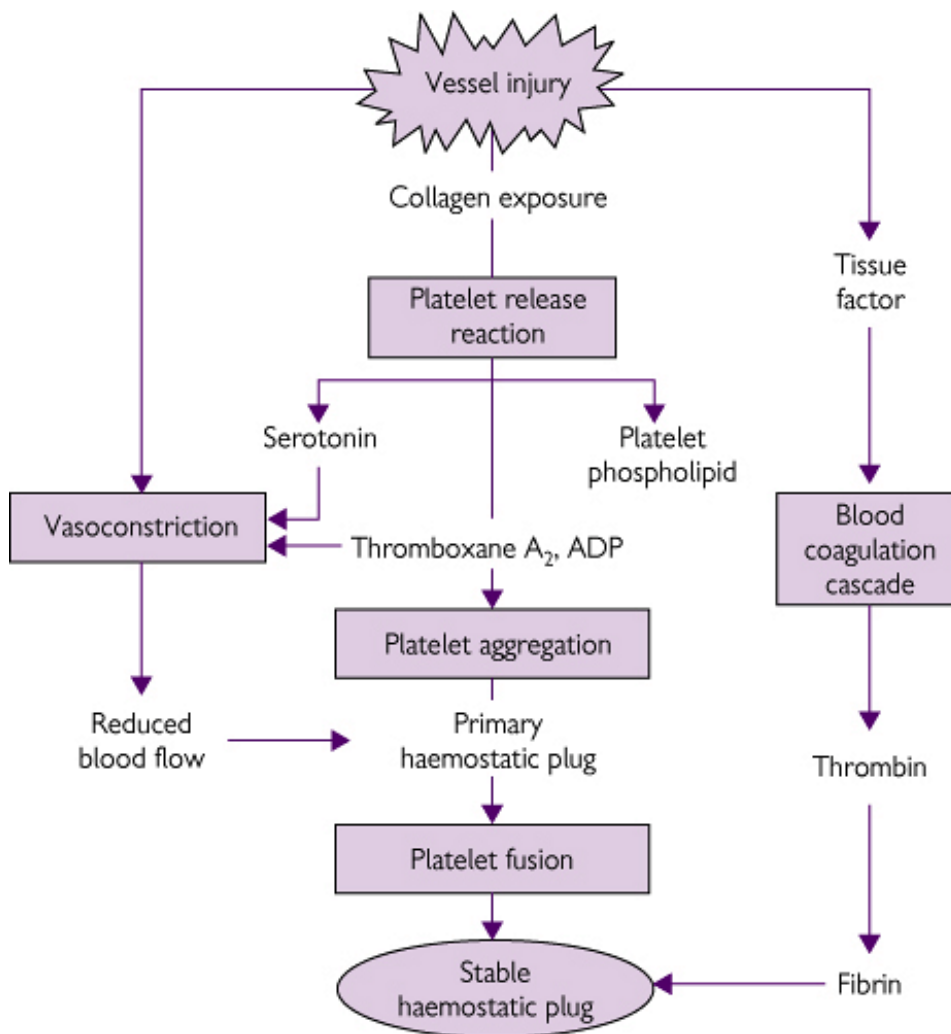 Vessel injury
Collagen exposure
Platelet release
reaction
Tissue
factor
Serotonin
Platelet
phospholipid
Vasoconstriction
Thromboxane A₂, ADP
Blood
coagulation
cascade
Platelet aggregation
Reduced
blood flow
Primary
haemostatic plug
Thrombin
Platelet fusion
Stable
haemostatic plug
Fibrin